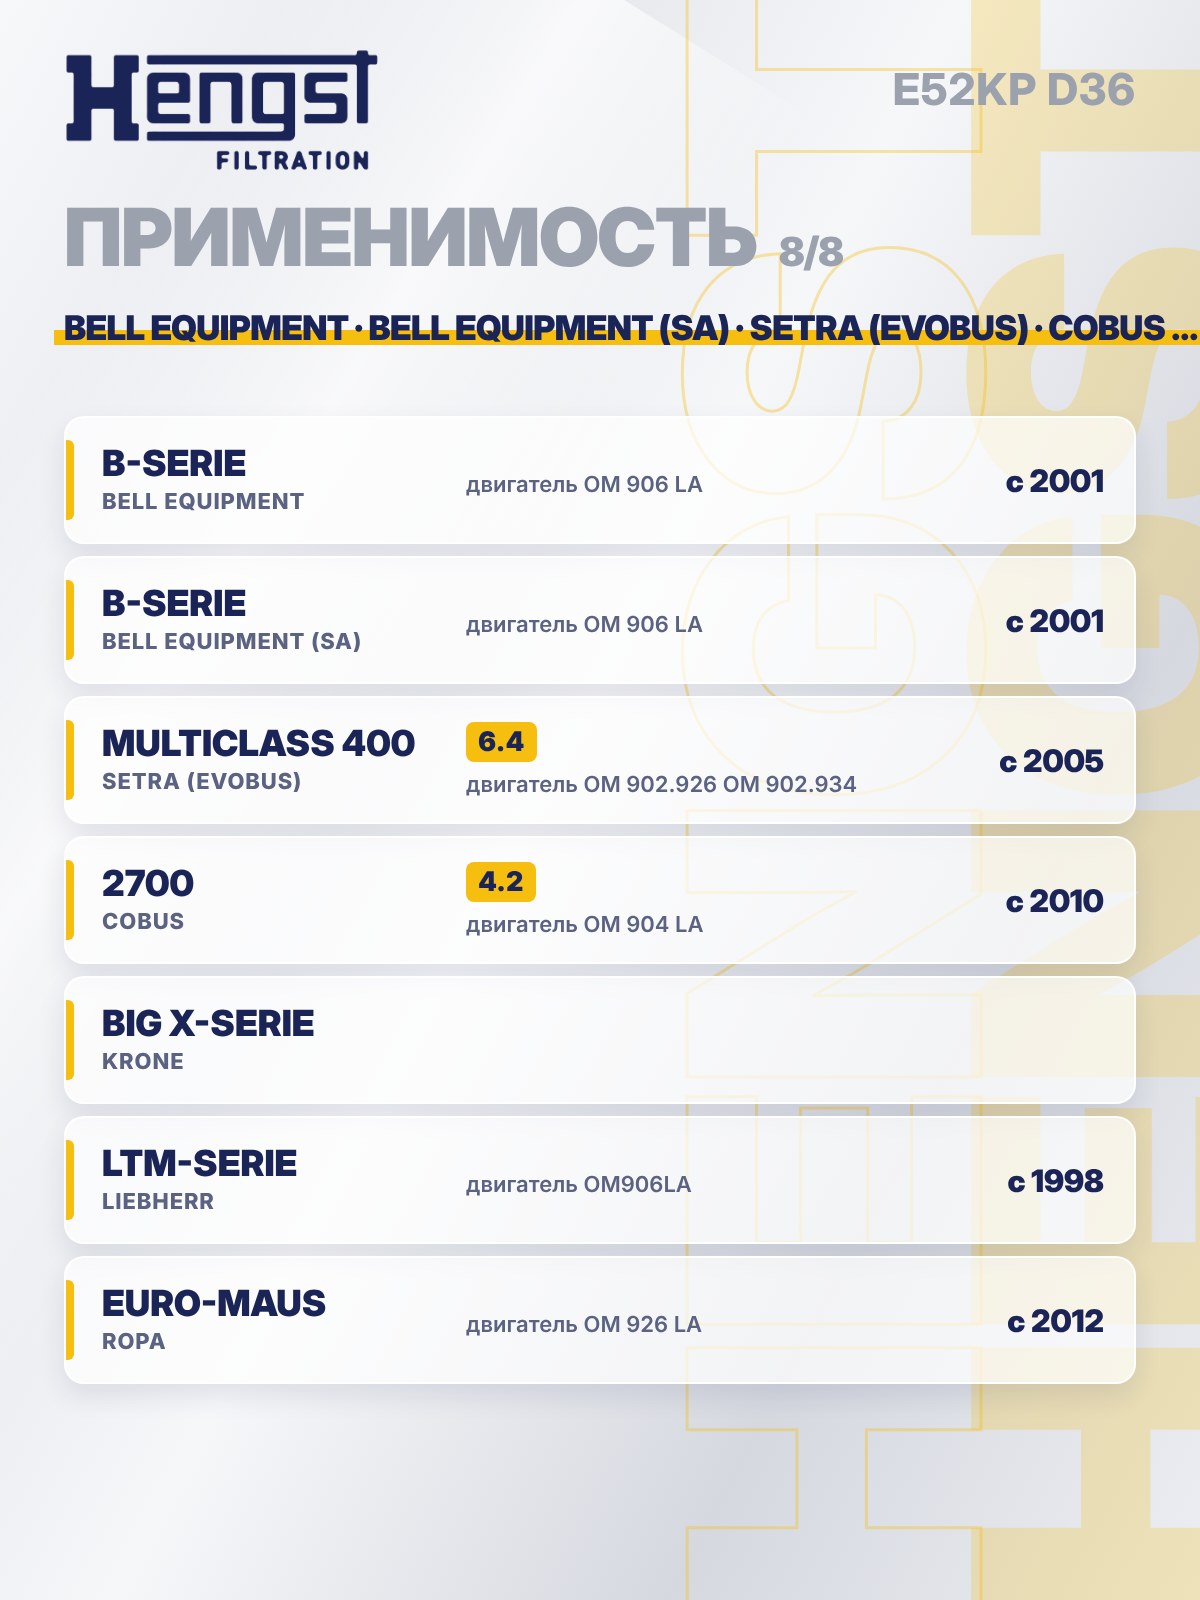 Hengst
FILTRATION
E52KP D36
ПРИМЕНИМОСТЬ 8/8
BELL EQUIPMENT · BELL EQUIPMENT (SA) · SETRA (EVOBUS) · COBUS ...
B-SERIE
BELL EQUIPMENT
двигатель OM 906 LA
с 2001
B-SERIE
BELL EQUIPMENT (SA)
двигатель OM 906 LA
с 2001
MULTICLASS 400
SETRA (EVOBUS)
6.4
двигатель OM 902.926 OM 902.934
с 2005
2700
COBUS
4.2
двигатель OM 904 LA
с 2010
BIG X-SERIE
KRONE
LTM-SERIE
LIEBHERR
двигатель OM906LA
с 1998
EURO-MAUS
ROPA
двигатель OM 926 LA
с 2012
HENGST
HENGST